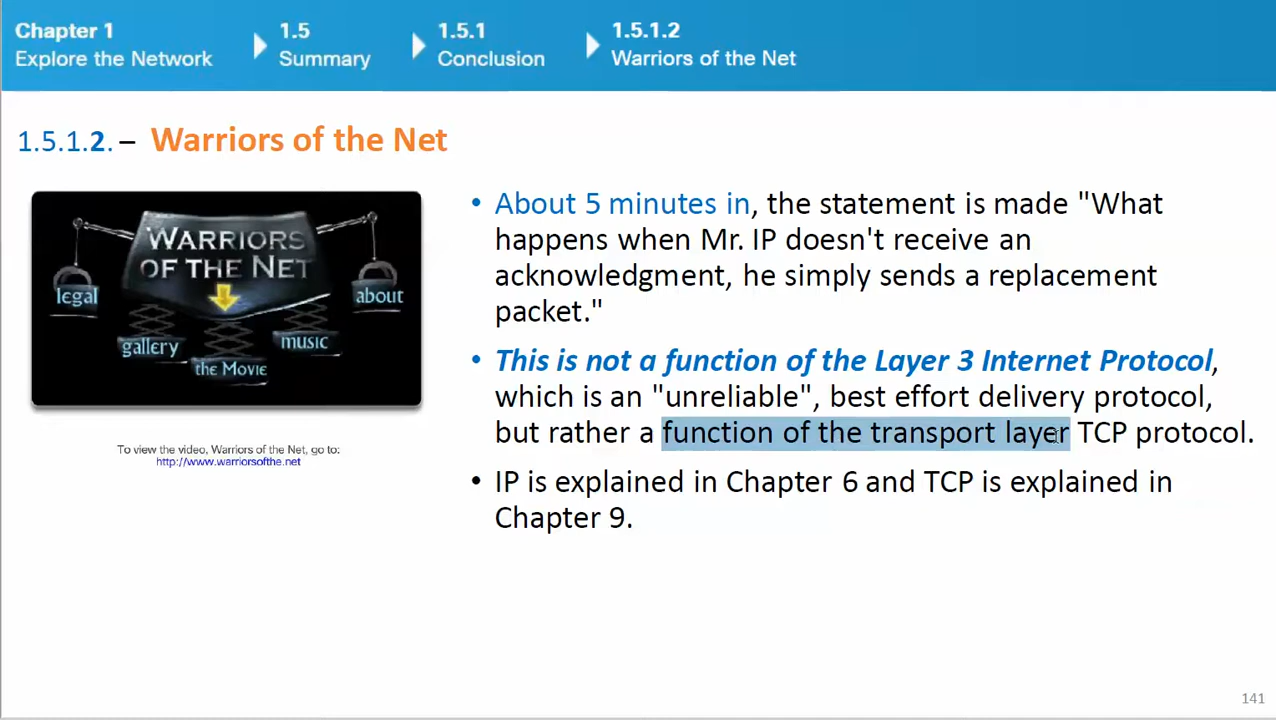 Chapter 1
Explore the Network
1.5
Summary
1.5.1
Conclusion
1.5.1.2
Warriors of the Net
1.5.1.2. – Warriors of the Net
WARRIORS
OF THE NET
legal
about
gallery
the Movie
music
To view the video, Warriors of the Net, go to:
http://www.warriorsofthe.net
• About 5 minutes in, the statement is made "What
happens when Mr. IP doesn't receive an
acknowledgment, he simply sends a replacement
packet."
• This is not a function of the Layer 3 Internet Protocol,
which is an "unreliable", best effort delivery protocol,
but rather a function of the transport layer TCP protocol.
• IP is explained in Chapter 6 and TCP is explained in
Chapter 9.
141